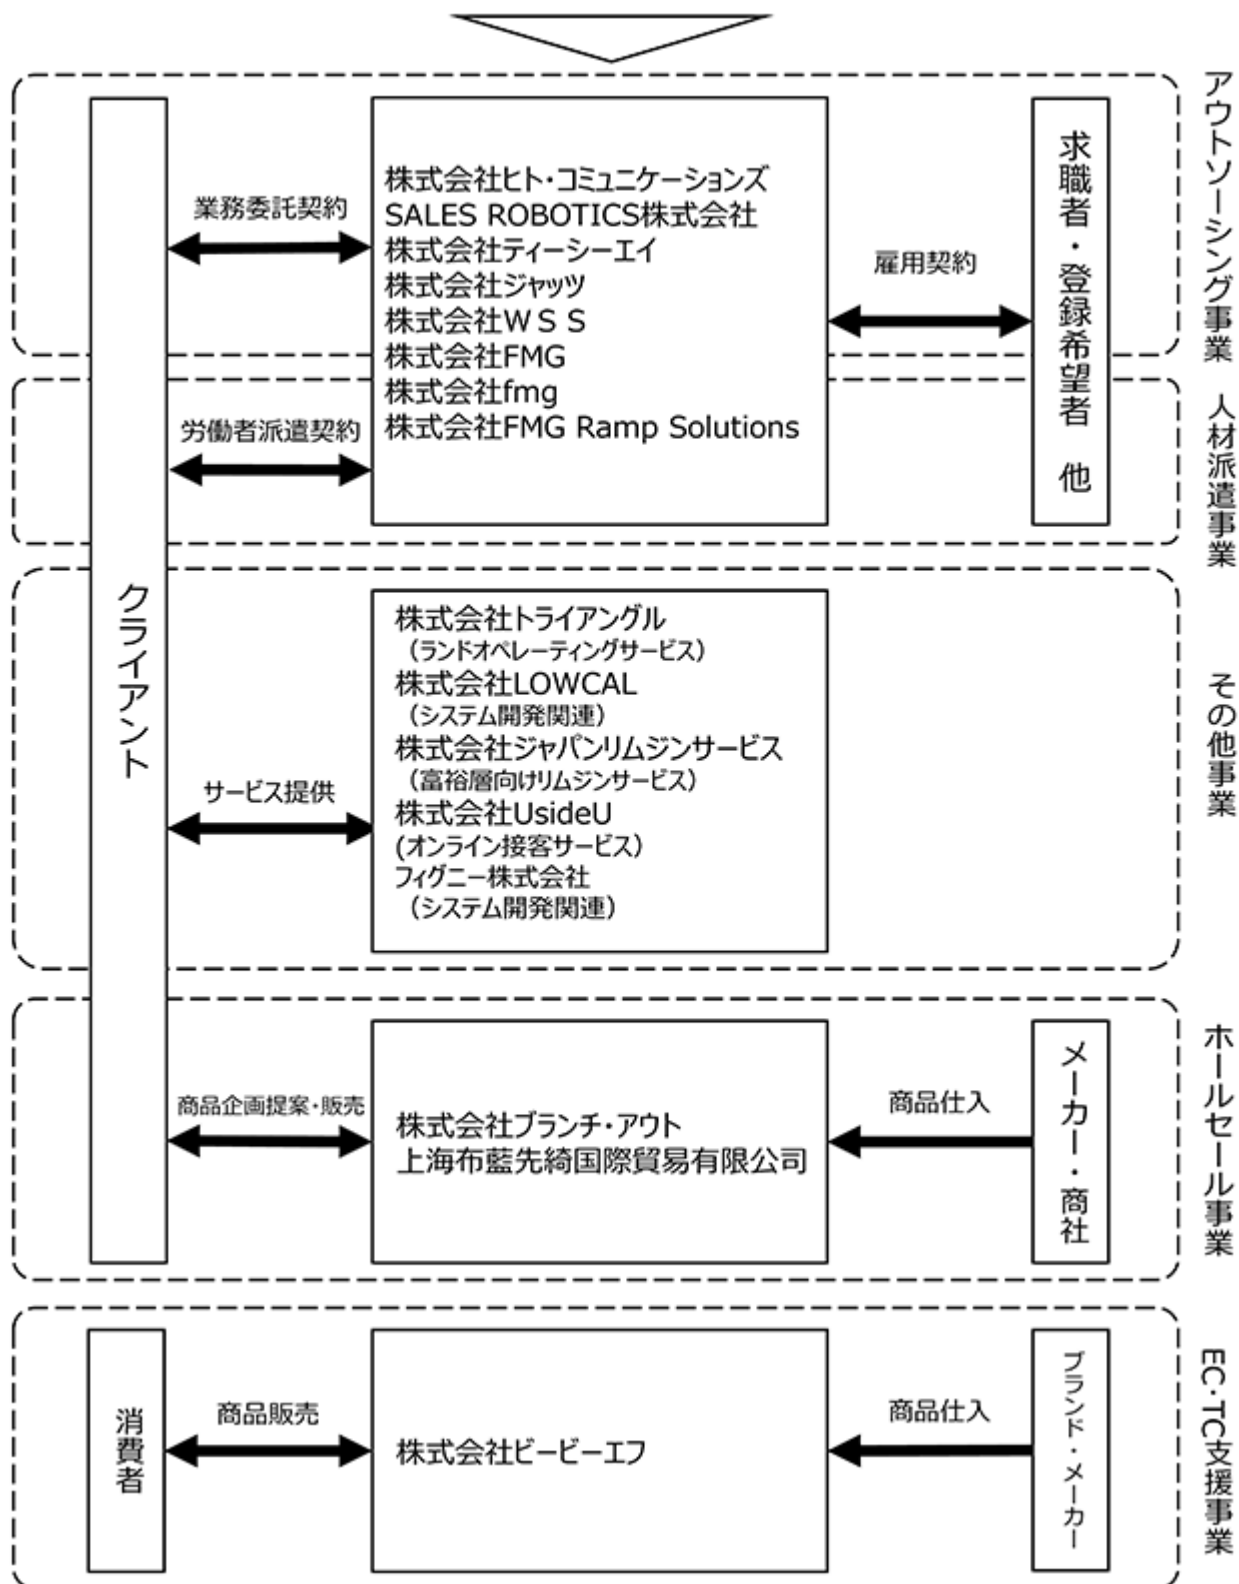 アウトソーシング事業
業務委託契約
株式会社ヒト・コミュニケーションズ
SALES ROBOTICS株式会社
株式会社ティーシーエイ
株式会社ジャッツ
株式会社ＷＳＳ
株式会社FMG
株式会社fmg
株式会社FMG Ramp Solutions
雇用契約
求職者・登録希望者　他
人材派遣事業
労働者派遣契約
クライアント
その他事業
サービス提供
株式会社トライアングル
（ランドオペレーティングサービス）
株式会社LOWCAL
（システム開発関連）
株式会社ジャパンリムジンサービス
（富裕層向けリムジンサービス）
株式会社UsideU
(オンライン接客サービス）
フィグニー株式会社
（システム開発関連）
ホールセール事業
商品企画提案・販売
株式会社ブランチ・アウト
上海布藍先綺国際貿易有限公司
商品仕入
メーカー・商社
EC・TC支援事業
消費者
商品販売
株式会社ビービーエフ
商品仕入
ブランド・メーカー